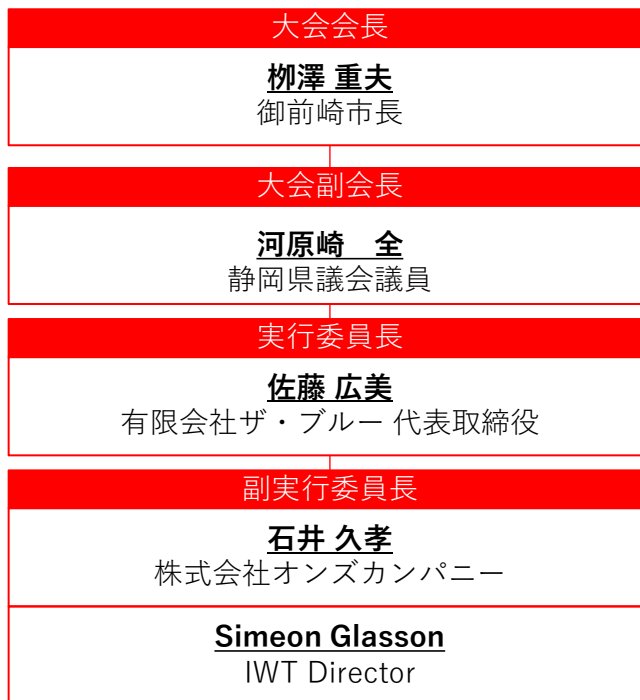 大会会長
栁澤 重夫
御前崎市長
大会副会長
河原崎　全
静岡県議会議員
実行委員長
佐藤 広美
有限会社ザ・ブルー 代表取締役
副実行委員長
石井 久孝
株式会社オンズカンパニー
Simeon Glasson
IWT Director